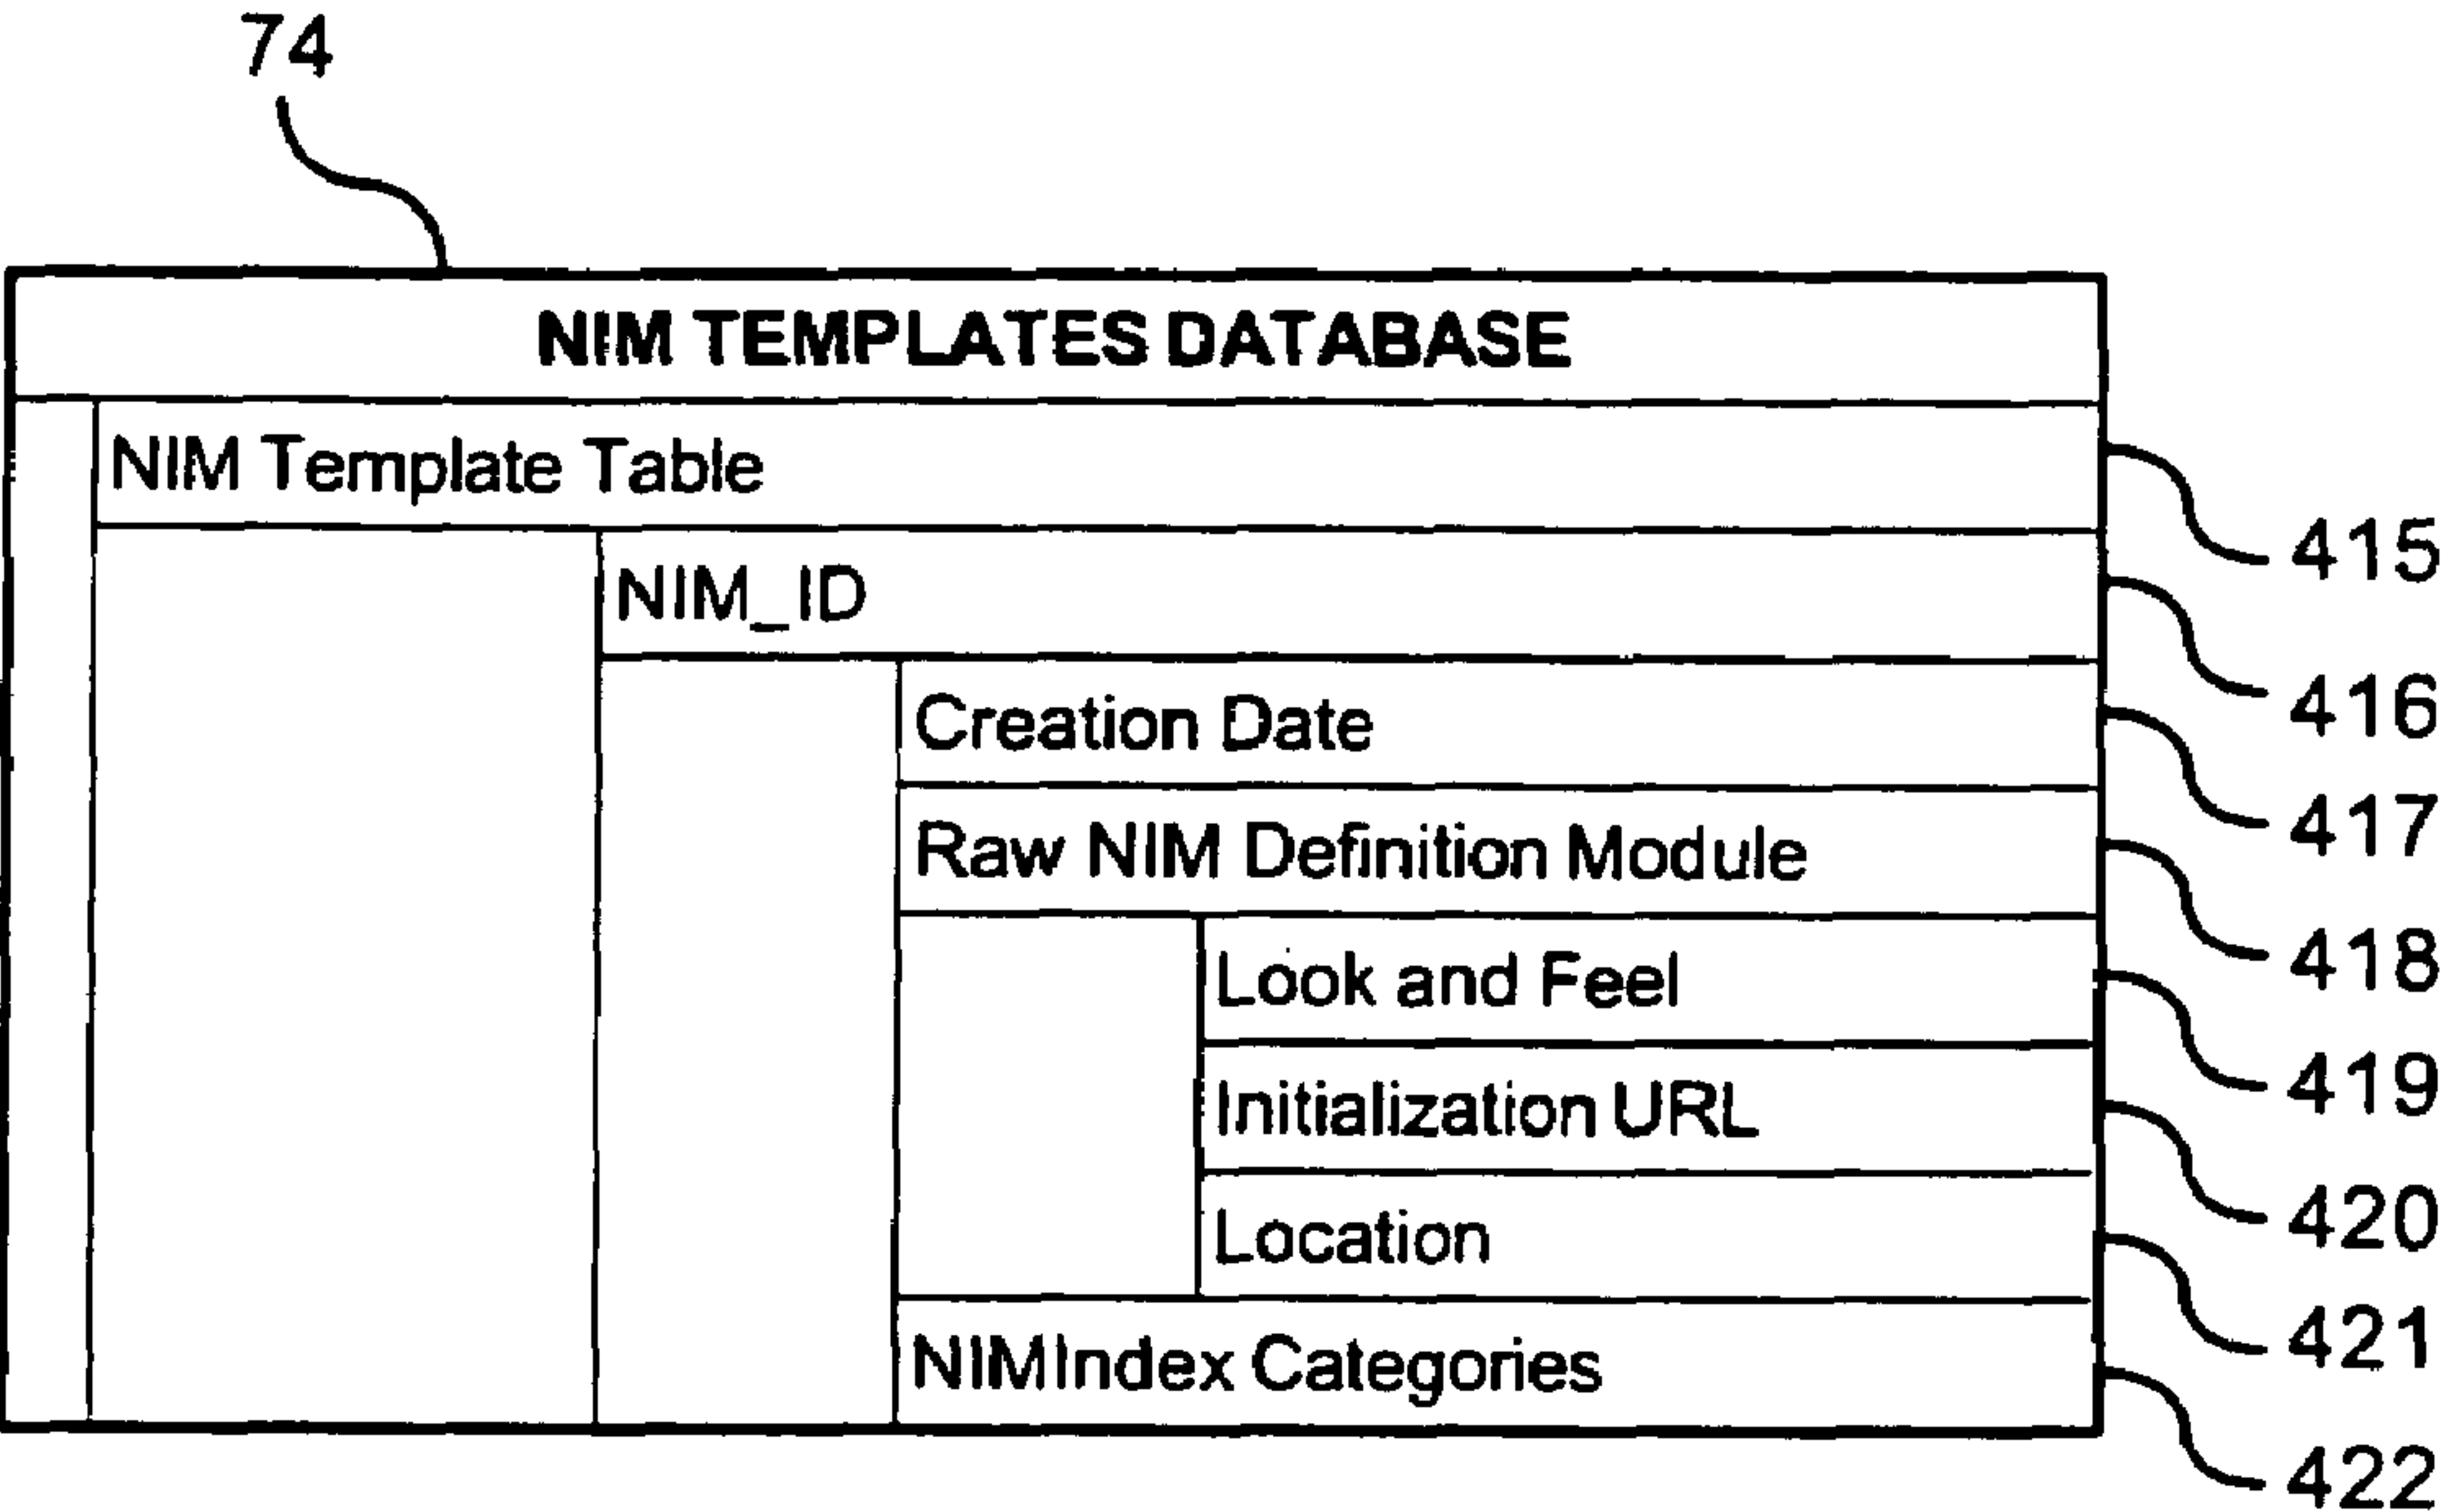 74
NIM TEMPLATES DATABASE
NIM Template Table
415
NIM_ID
416
Creation Date
417
Raw NIM Definition Module
418
Look and Feel
419
Initialization URL
420
Location
421
NIMIndex Categories
422